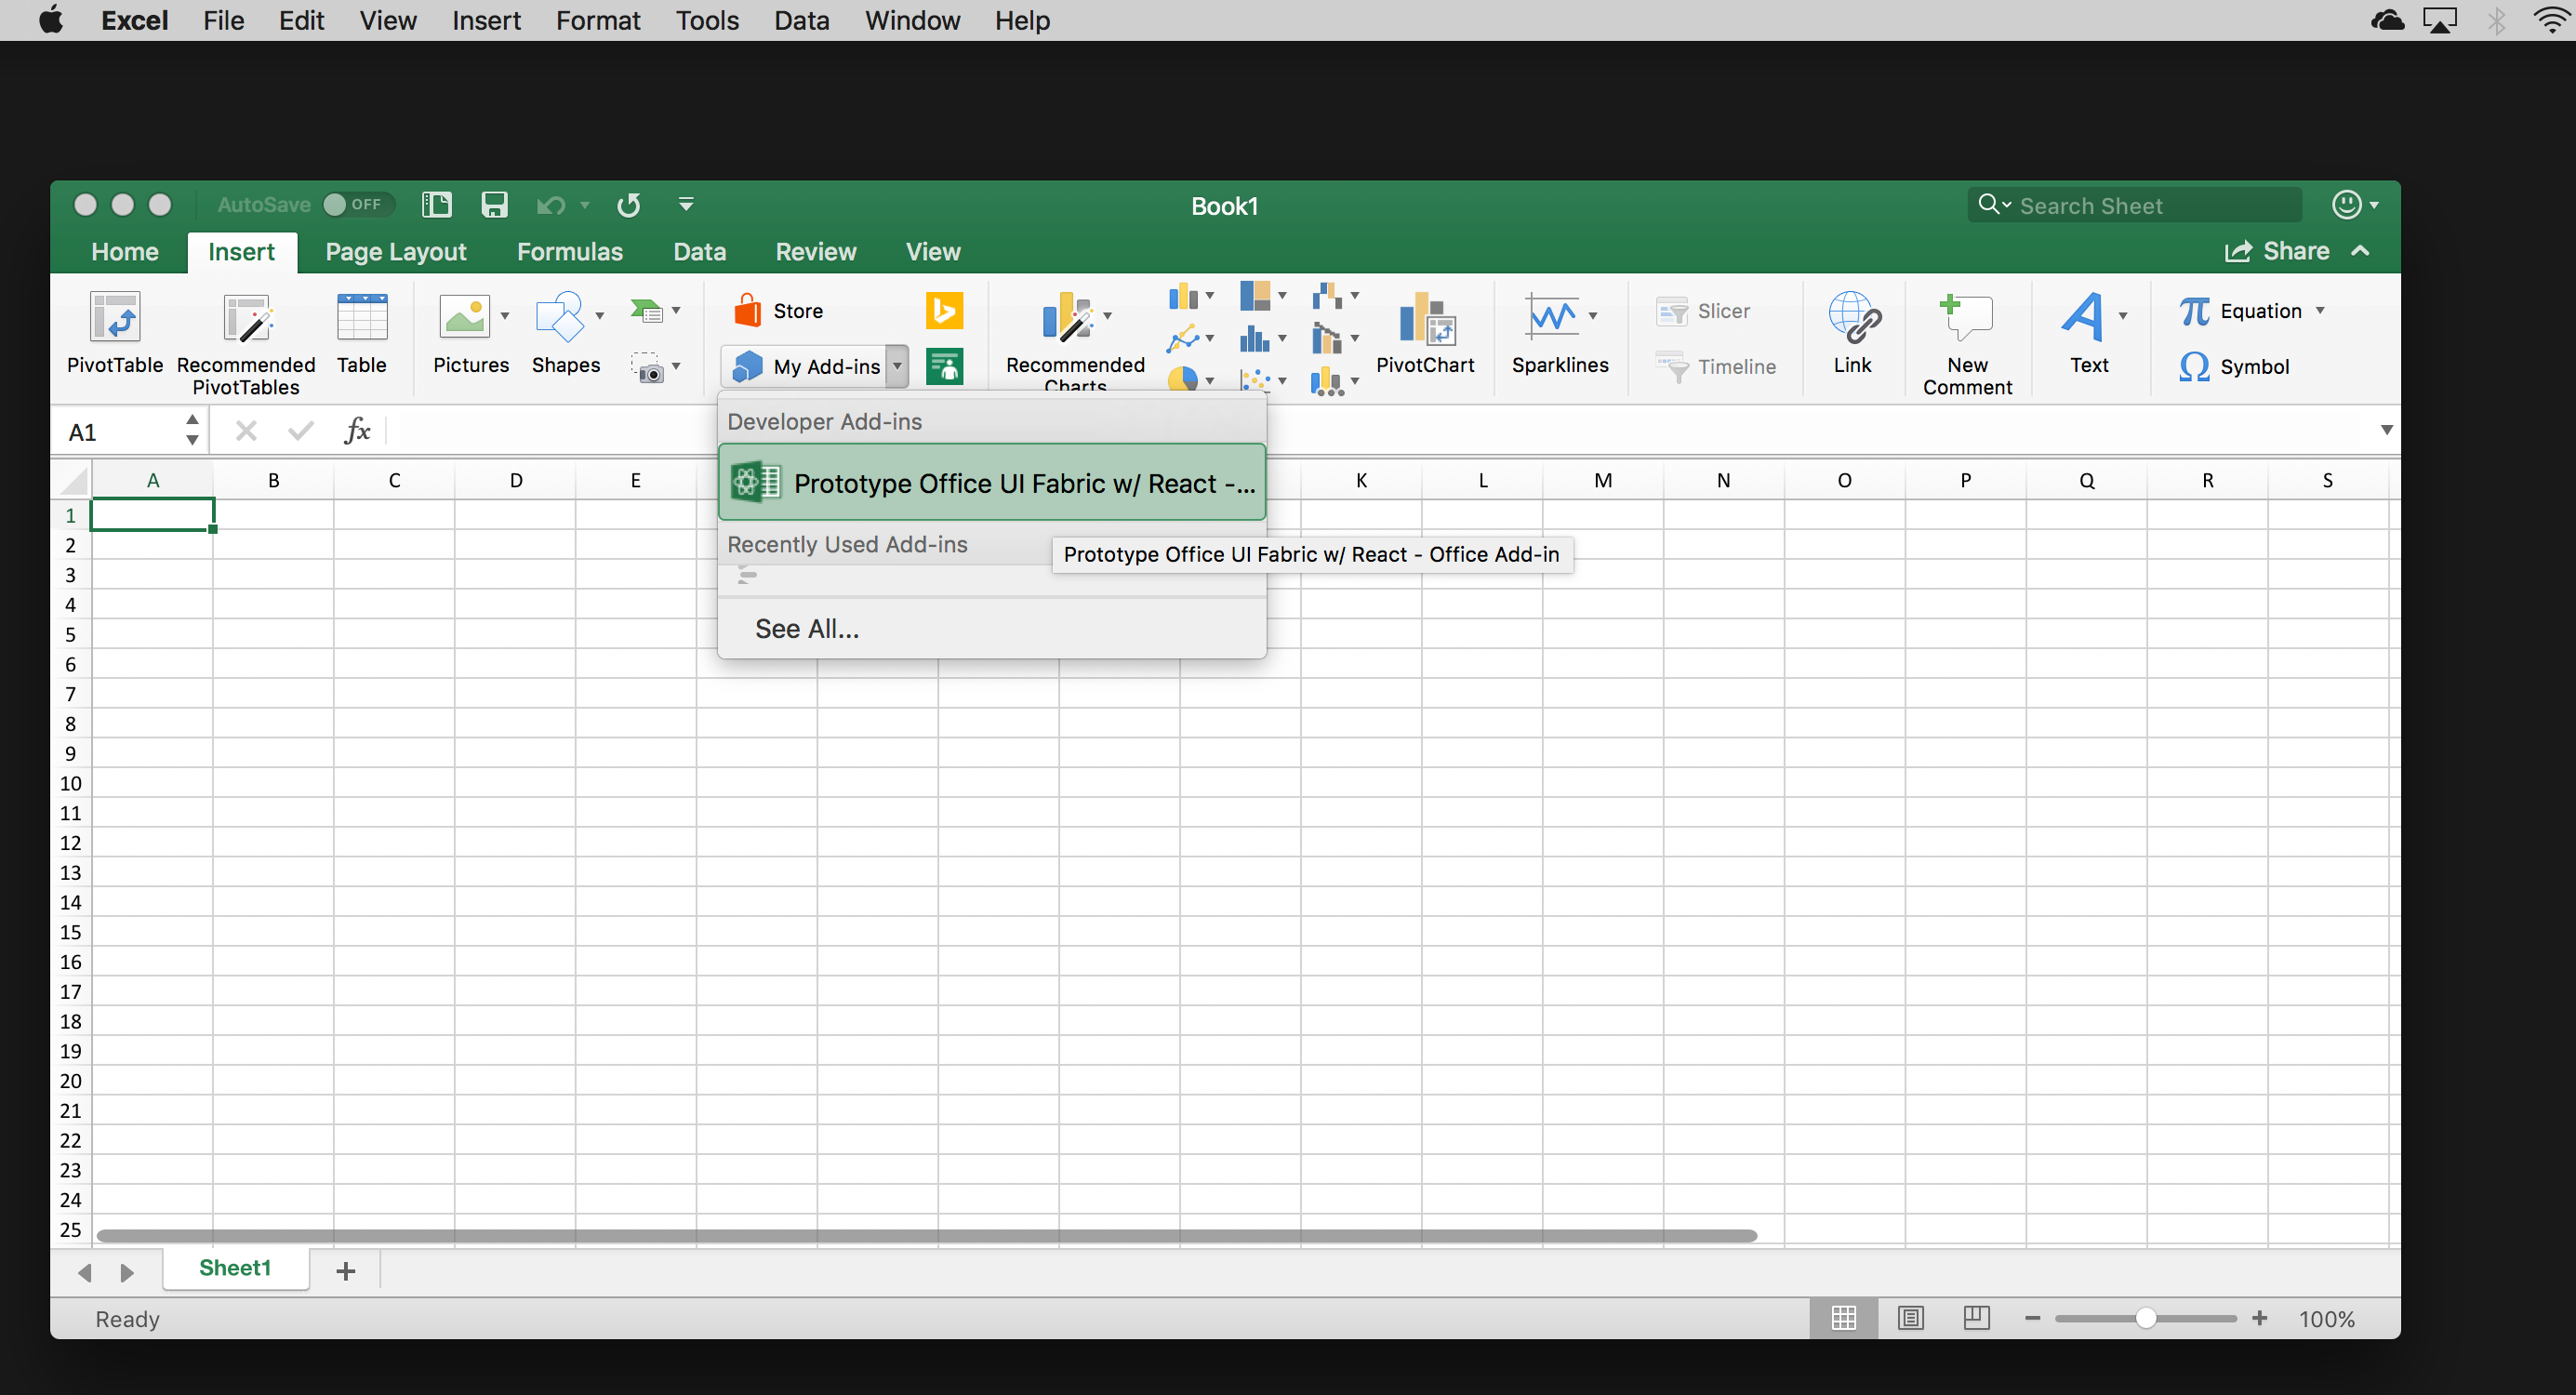 Excel File Edit View Insert Format Tools Data Window Help
AutoSave OFF Book1 Search Sheet
Home Insert Page Layout Formulas Data Review View Share
Store Slicer Equation
PivotTable Recommended PivotTables Table Pictures Shapes My Add-ins Recommended Charts PivotChart Sparklines Timeline Link New Comment Text Symbol
A1 fx
Developer Add-ins
Prototype Office UI Fabric w/ React -...
Recently Used Add-ins
Prototype Office UI Fabric w/ React - Office Add-in
See All...
A B C D E K L M N O P Q R S
1
2
3
4
5
6
7
8
9
10
11
12
13
14
15
16
17
18
19
20
21
22
23
24
25
Sheet1 +
Ready 100%